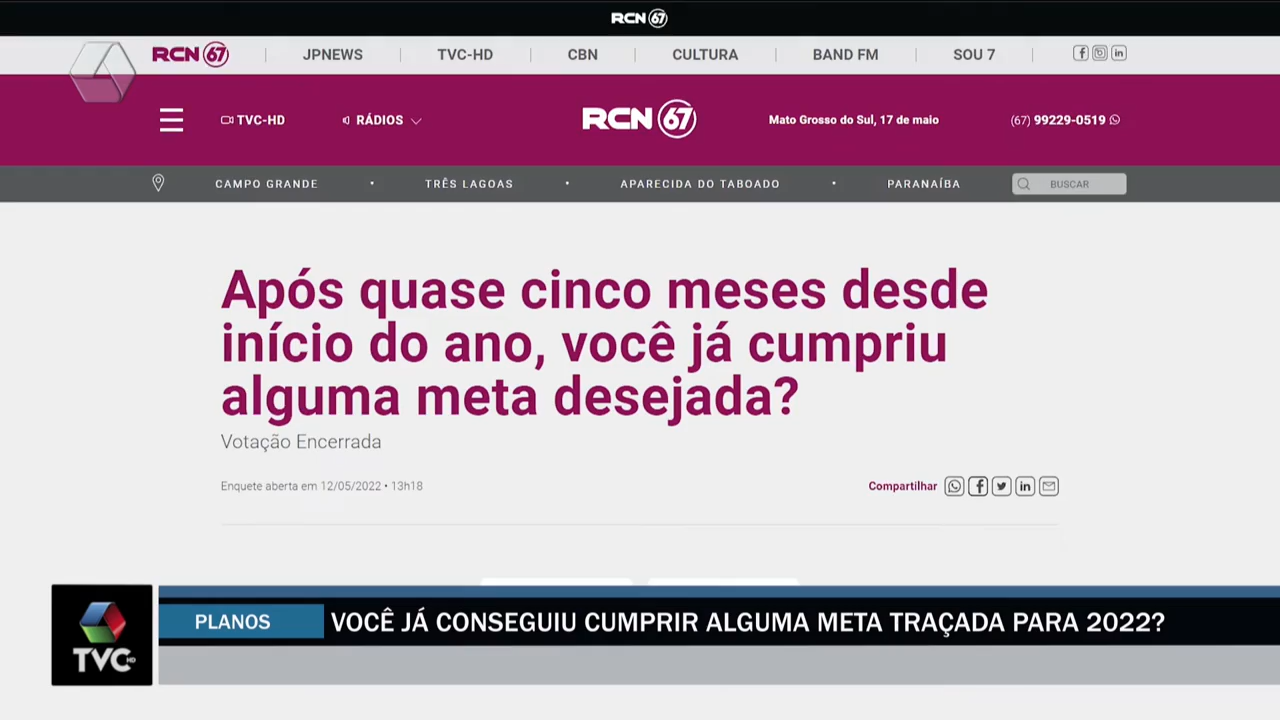 RCN 67
RCN 67 JPNEWS TVC-HD CBN CULTURA BAND FM SOU 7
TVC-HD RÁDIOS RCN 67 Mato Grosso do Sul, 17 de maio (67) 99229-0519
CAMPO GRANDE • TRÊS LAGOAS • APARECIDA DO TABOADO • PARANAÍBA BUSCAR
Após quase cinco meses desde
início do ano, você já cumpriu
alguma meta desejada?
Votação Encerrada
Enquete aberta em 12/05/2022 • 13h18 Compartilhar
PLANOS VOCÊ JÁ CONSEGUIU CUMPRIR ALGUMA META TRAÇADA PARA 2022?
TVC HD